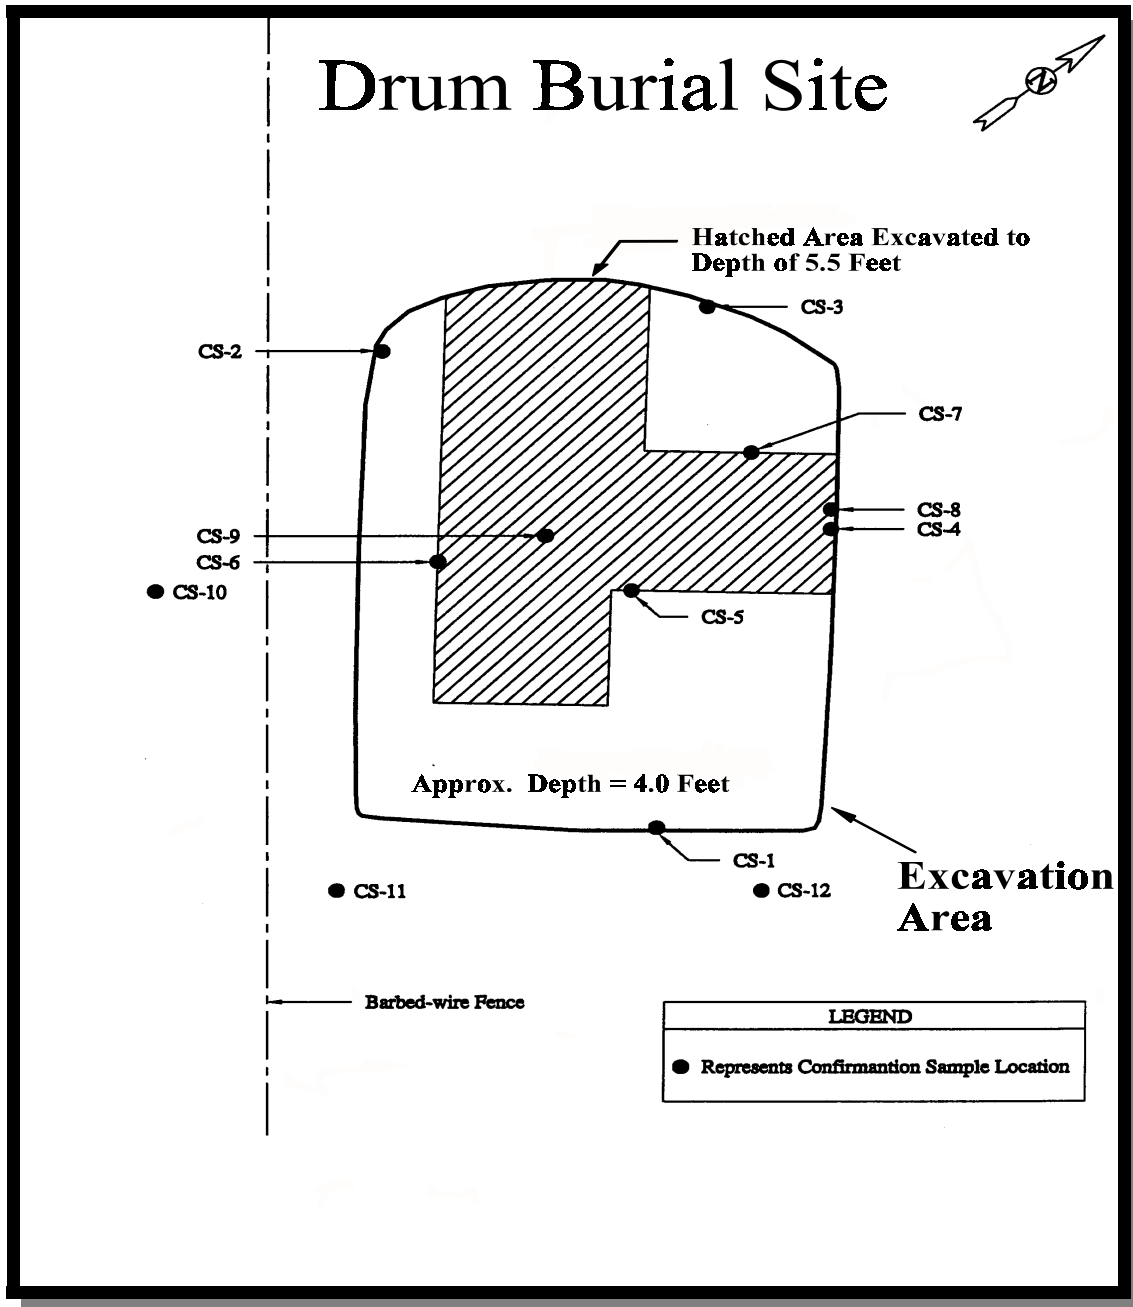 Drum Burial Site
N
Hatched Area Excavated to
Depth of 5.5 Feet
CS-3
CS-2
CS-7
CS-8
CS-4
CS-9
CS-6
CS-10
CS-5
Approx. Depth = 4.0 Feet
CS-1
Excavation
Area
CS-11
CS-12
Barbed-wire Fence
LEGEND
Represents Confirmantion Sample Location